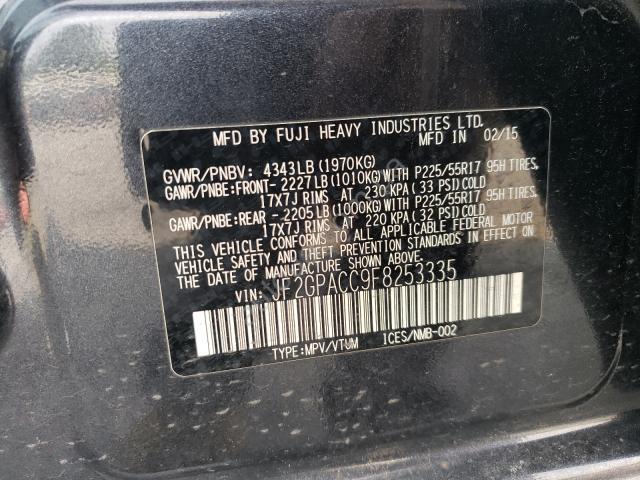 MFD BY FUJI HEAVY INDUSTRIES LTD.
MFD IN 02/15
GVWR/PNBV: 4343LB (1970KG)
GAWR/PNBE:FRONT- 2227LB (1010KG)WITH P225/55R17 95H TIRES,
17X7J RIMS AT 230 KPA ( 33 PSI)COLD
GAWR/PNBE:REAR - 2205LB (1000KG)WITH P225/55R17 95H TIRES,
17X7J RIMS AT 220 KPA ( 32 PSI)COLD
THIS VEHICLE CONFORMS TO ALL APPLICABLE FEDERAL MOTOR
VEHICLE SAFETY AND THEFT PREVENTION STANDARDS IN EFFECT ON
THE DATE OF MANUFACTURE SHOWN ABOVE.
VIN: JF2GPACC9F8253335
TYPE:MPV/VTUM ICES/NMB-002